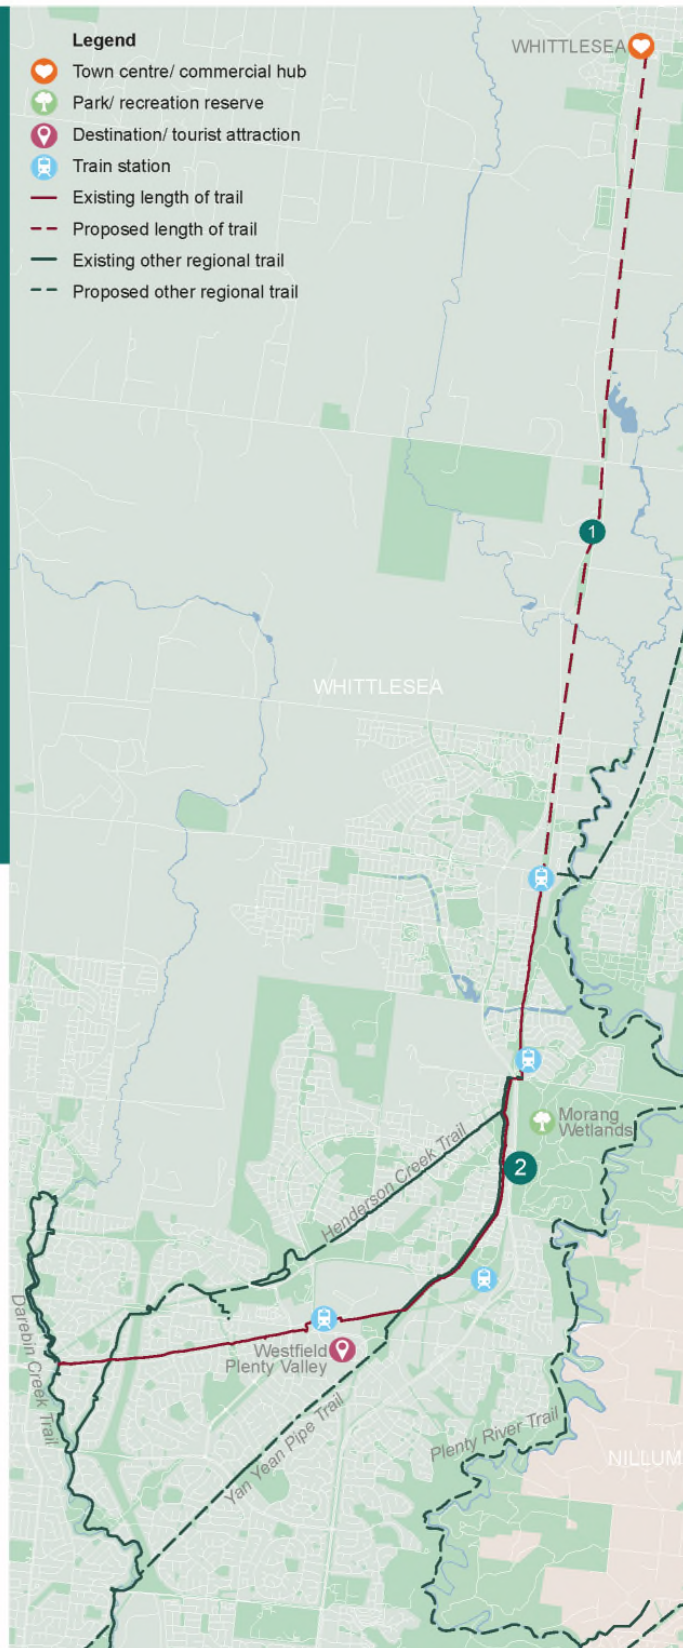 Legend
Town centre/ commercial hub
Park/ recreation reserve
Destination/ tourist attraction
Train station
Existing length of trail
Proposed length of trail
Existing other regional trail
Proposed other regional trail
WHITTLESEA
1
WHITTLESEA
Morang
Wetlands
2
Henderson Creek Trail
Darebin Creek Trail
Westfield
Plenty Valley
Yan Yean Pipe Trail
Plenty River Trail
NILLUM